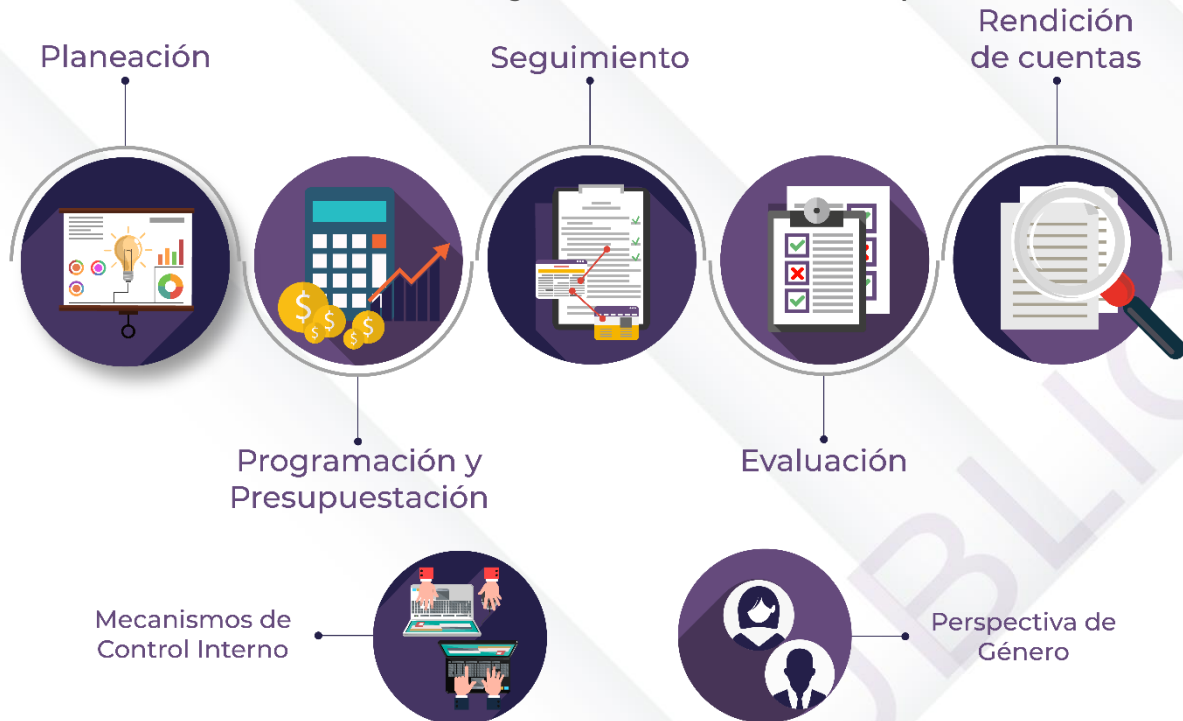 Planeación
Seguimiento
Rendición
de cuentas
Programación y
Presupuestación
Evaluación
Mecanismos de
Control Interno
Perspectiva de
Género